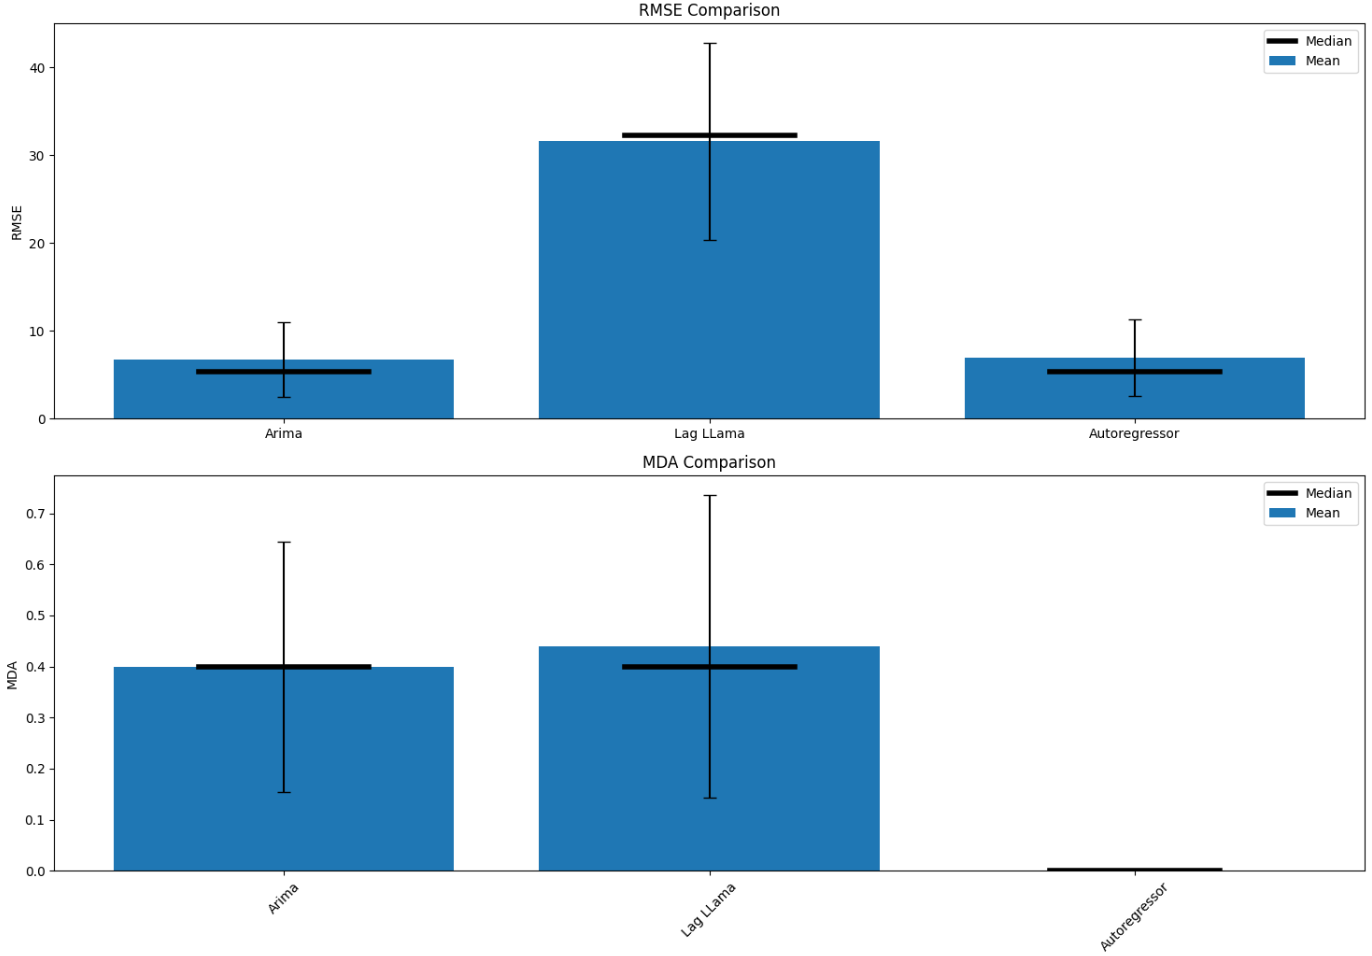 RMSE Comparison
Median
Mean
40
30
20
10
0
RMSE
Arima
Lag LLama
Autoregressor
MDA Comparison
Median
Mean
0.7
0.6
0.5
0.4
0.3
0.2
0.1
0.0
MDA
Arima
Lag LLama
Autoregressor